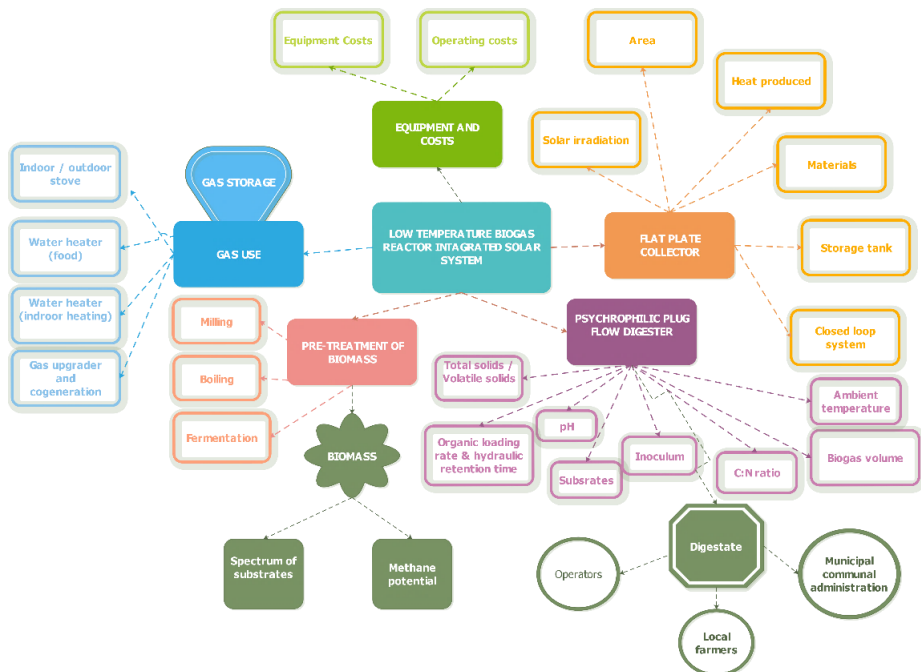 Equipment Costs
Operating costs
Area
Heat produced
EQUIPMENT AND
COSTS
Solar irradiation
Materials
Indoor / outdoor
stove
GAS STORAGE
Water heater
(food)
GAS USE
LOW TEMPERATURE BIOGAS
REACTOR INTAGRATED SOLAR
SYSTEM
FLAT PLATE
COLLECTOR
Storage tank
Water heater
(indroor heating)
Milling
PRE-TREATMENT OF
BIOMASS
PSYCHROPHILIC PLUG
FLOW DIGESTER
Closed loop
system
Gas upgrader
and
cogeneration
Boiling
Total solids /
Volatile solids
Ambient
temperature
Fermentation
BIOMASS
Organic loading
rate & hydraulic
retention time
pH
Subsrates
Inoculum
C:N ratio
Biogas volume
Spectrum of
substrates
Methane
potential
Digestate
Operators
Municipal
communal
administration
Local
farmers